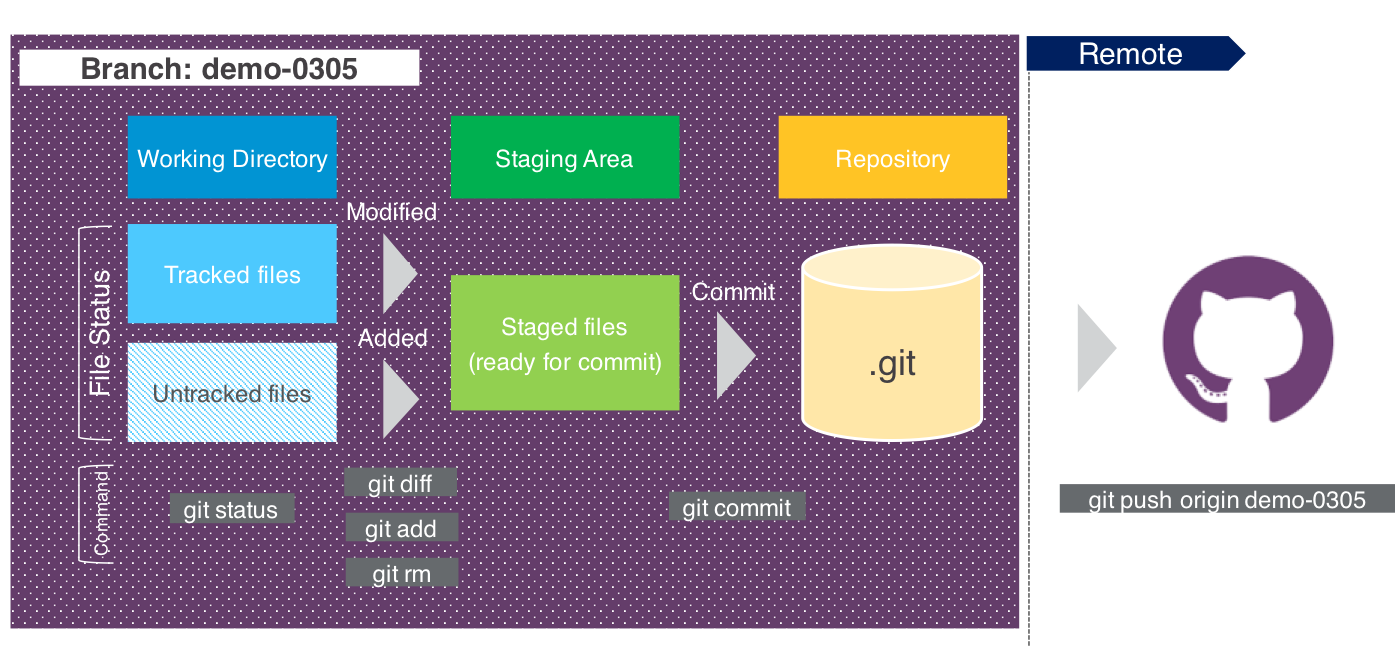 Branch: demo-0305
Remote
Working Directory
Staging Area
Repository
Modified
File Status
Tracked files
Added
Untracked files
Staged files
(ready for commit)
Commit
.git
Command
git status
git diff
git add
git rm
git commit
git push origin demo-0305